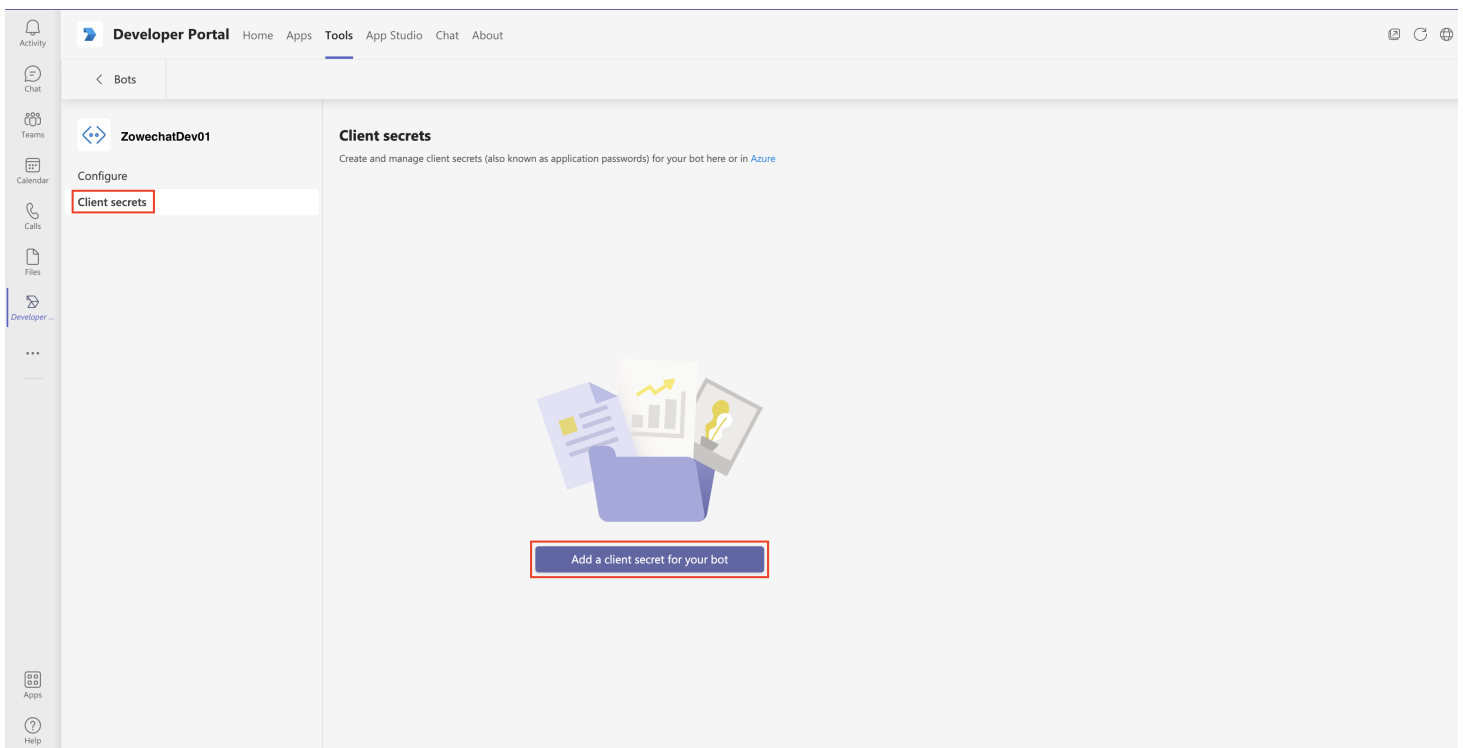 Activity
Chat
Teams
Calendar
Calls
Files
Developer ...
Apps
Help
Developer Portal Home Apps Tools App Studio Chat About
Bots
ZowechatDev01
Configure
Client secrets
Client secrets
Create and manage client secrets (also known as application passwords) for your bot here or in Azure
Add a client secret for your bot